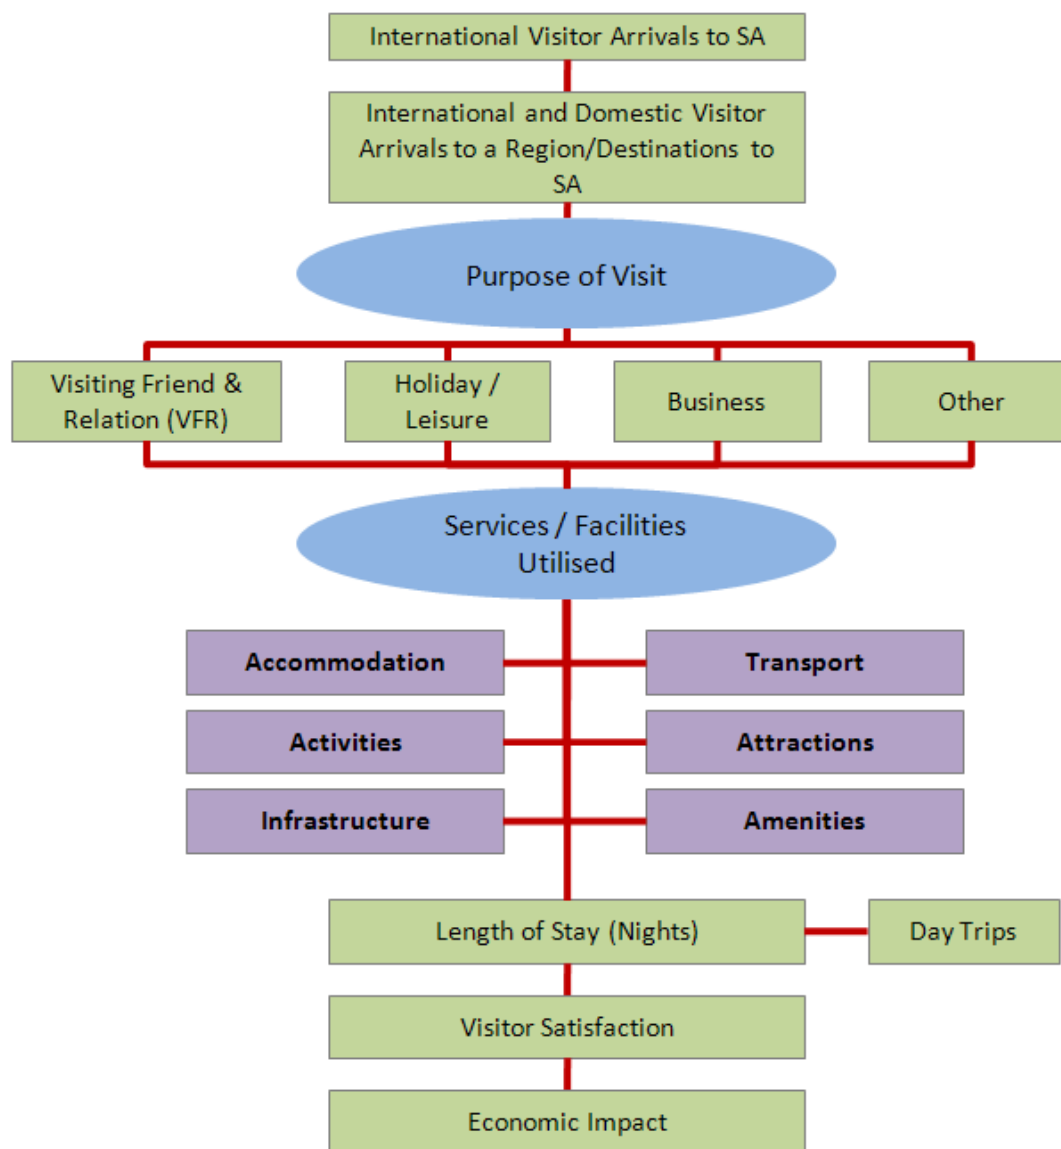 International Visitor Arrivals to SA
International and Domestic Visitor
Arrivals to a Region/Destinations to
SA
Purpose of Visit
Visiting Friend &
Relation (VFR)
Holiday /
Leisure
Business
Other
Services / Facilities
Utilised
Accommodation
Transport
Activities
Attractions
Infrastructure
Amenities
Length of Stay (Nights)
Day Trips
Visitor Satisfaction
Economic Impact